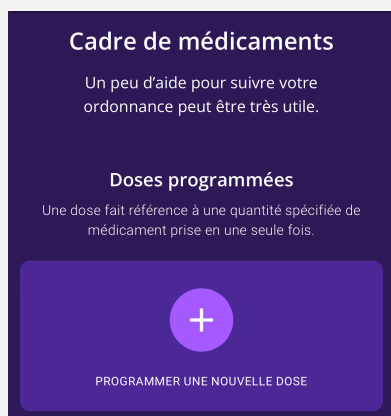 Cadre de médicaments
Un peu d’aide pour suivre votre
ordonnance peut être très utile.
Doses programmées
Une dose fait référence à une quantité spécifiée de
médicament prise en une seule fois.
PROGRAMMER UNE NOUVELLE DOSE